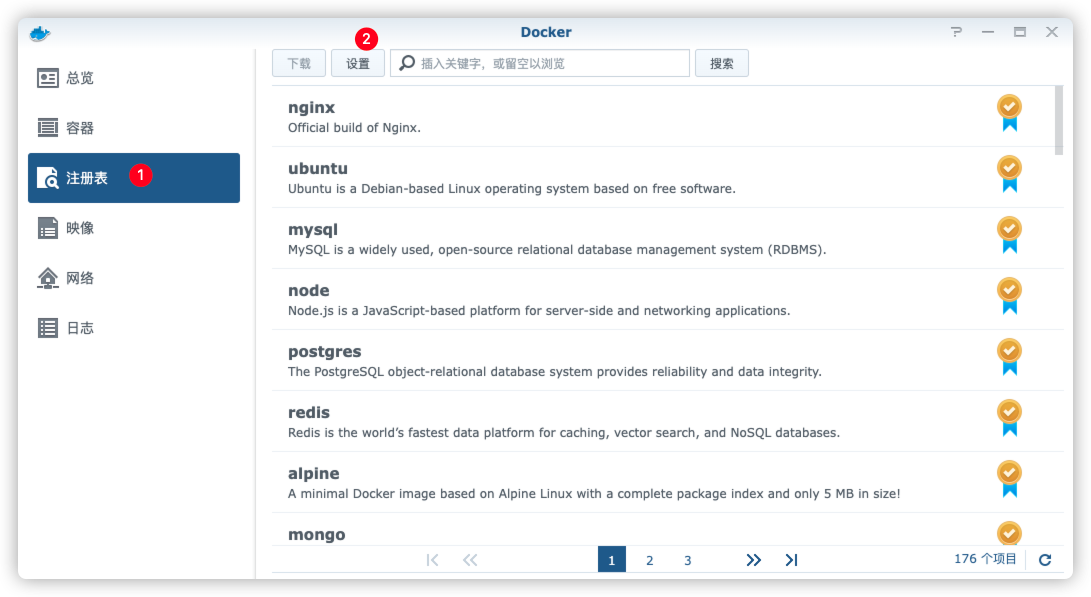 Docker
2
下载 设置 插入关键字，或留空以浏览 搜索
总览
容器
注册表 1
映像
网络
日志
nginx
Official build of Nginx.
ubuntu
Ubuntu is a Debian-based Linux operating system based on free software.
mysql
MySQL is a widely used, open-source relational database management system (RDBMS).
node
Node.js is a JavaScript-based platform for server-side and networking applications.
postgres
The PostgreSQL object-relational database system provides reliability and data integrity.
redis
Redis is the world’s fastest data platform for caching, vector search, and NoSQL databases.
alpine
A minimal Docker image based on Alpine Linux with a complete package index and only 5 MB in size!
mongo
1 2 3
176 个项目